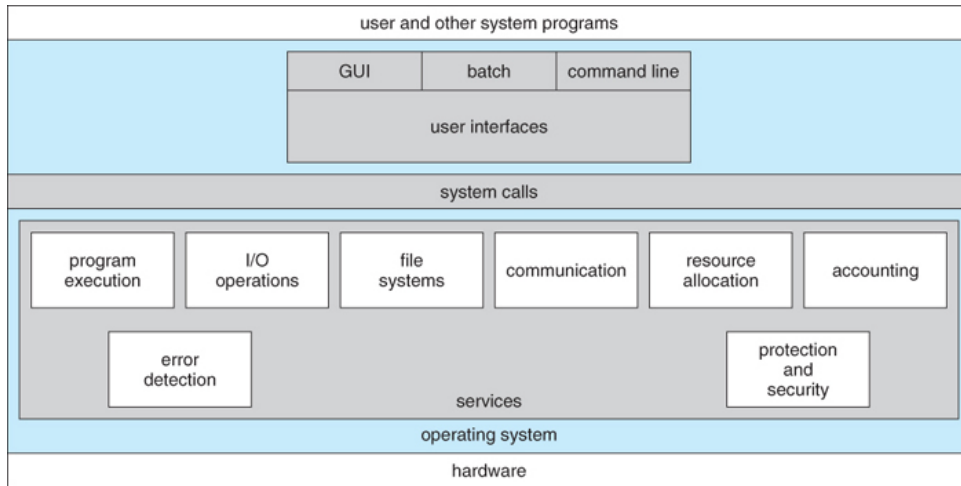 user and other system programs
GUI
batch
command line
user interfaces
system calls
program
execution
I/O
operations
file
systems
communication
resource
allocation
accounting
error
detection
protection
and
security
services
operating system
hardware